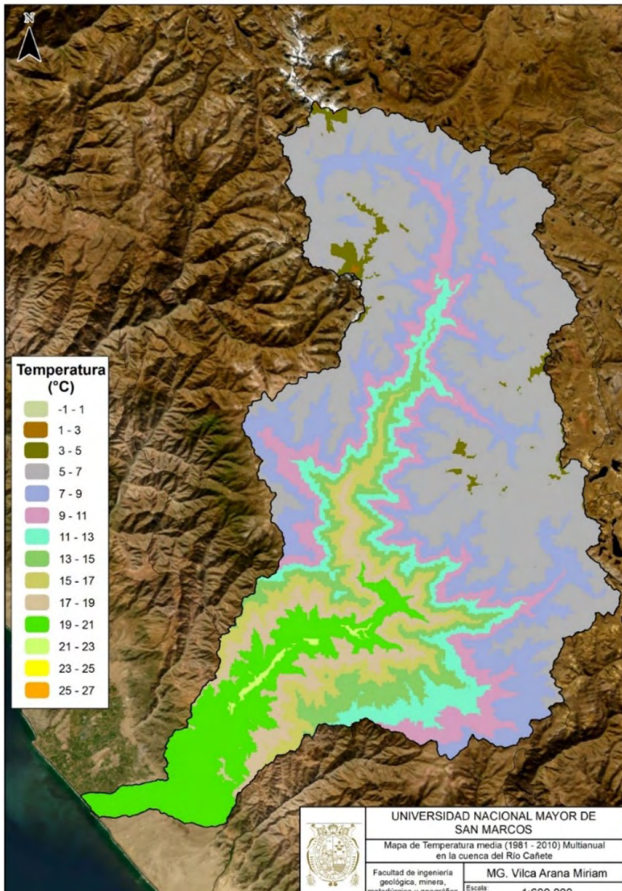 N
Temperatura
(°C)
-1 - 1
1 - 3
3 - 5
5 - 7
7 - 9
9 - 11
11 - 13
13 - 15
15 - 17
17 - 19
19 - 21
21 - 23
23 - 25
25 - 27
UNIVERSIDAD NACIONAL MAYOR DE
SAN MARCOS
Mapa de Temperatura media (1981 - 2010) Multianual
en la cuenca del Río Cañete
Facultad de ingeniería
geológica, minera,
MG. Vilca Arana Miriam
Escala: